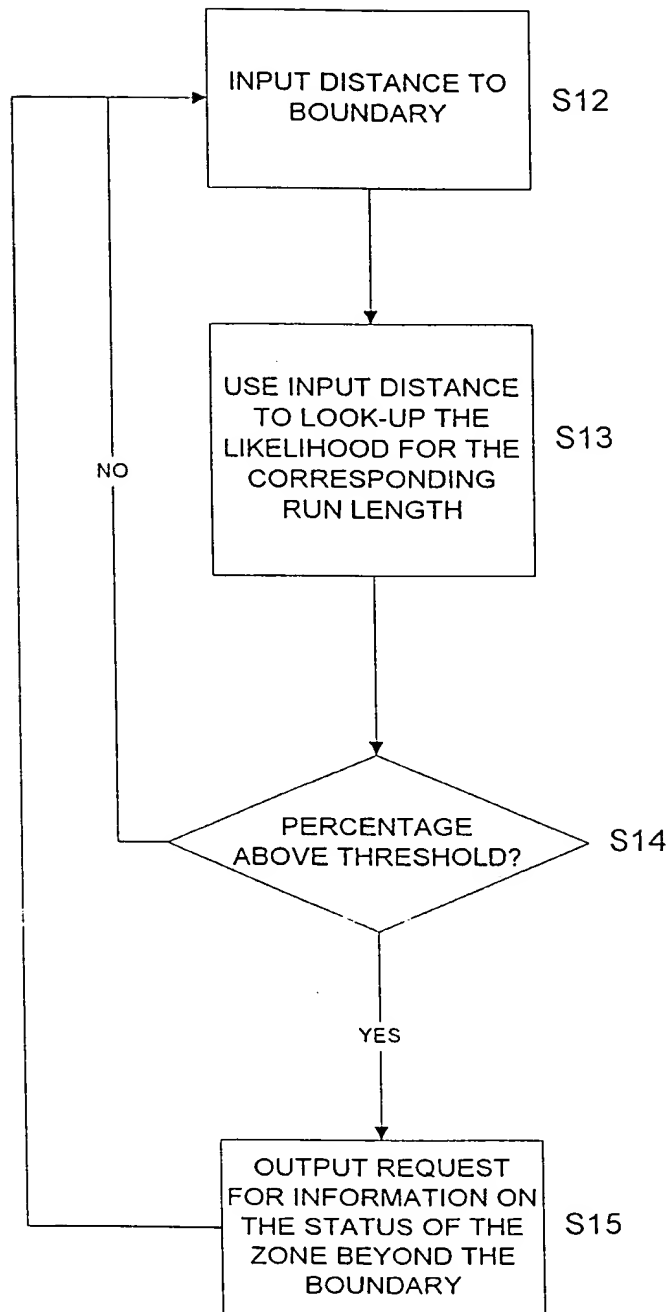 INPUT DISTANCE TO
BOUNDARY
S12
USE INPUT DISTANCE
TO LOOK-UP THE
LIKELIHOOD FOR THE
CORRESPONDING
RUN LENGTH
S13
NO
PERCENTAGE
ABOVE THRESHOLD?
S14
YES
OUTPUT REQUEST
FOR INFORMATION ON
THE STATUS OF THE
ZONE BEYOND THE
BOUNDARY
S15